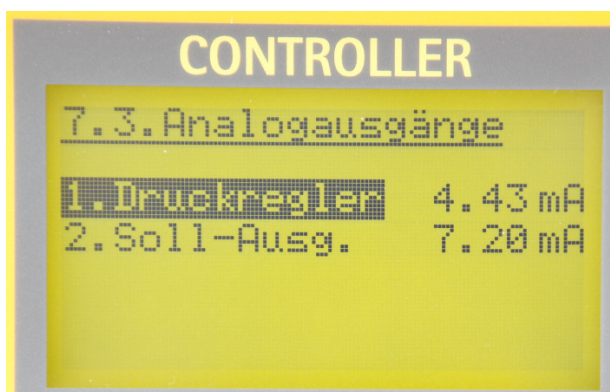 CONTROLLER
7.3.Analogausgänge
1.Druckregler 4.43 mA
2.Soll-Ausg. 7.20 mA